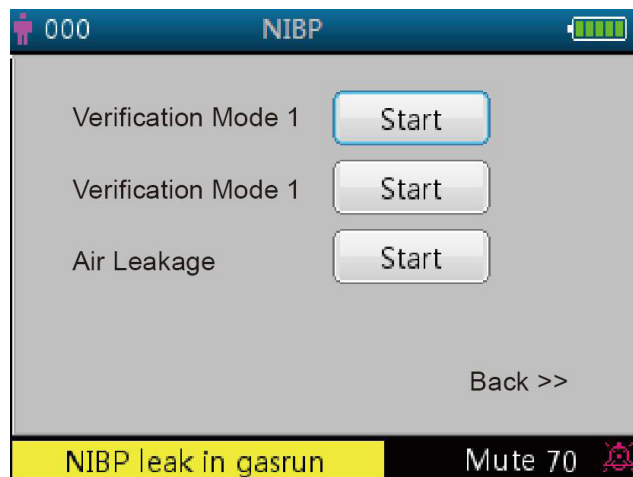 000 NIBP
Verification Mode 1 Start
Verification Mode 1 Start
Air Leakage Start
Back >>
NIBP leak in gasrun Mute 70